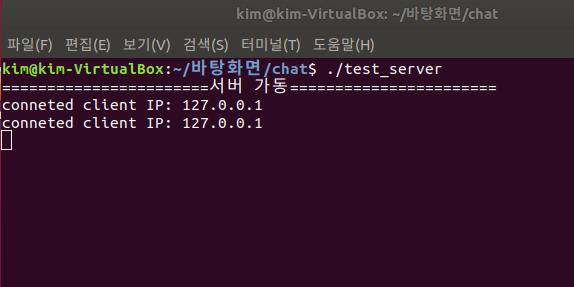 kim@kim-VirtualBox: ~/바탕화면/chat
파일(F) 편집(E) 보기(V) 검색(S) 터미널(T) 도움말(H)
kim@kim-VirtualBox:~/바탕화면/chat$ ./test_server
=======================서버 가동=======================
conneted client IP: 127.0.0.1
conneted client IP: 127.0.0.1